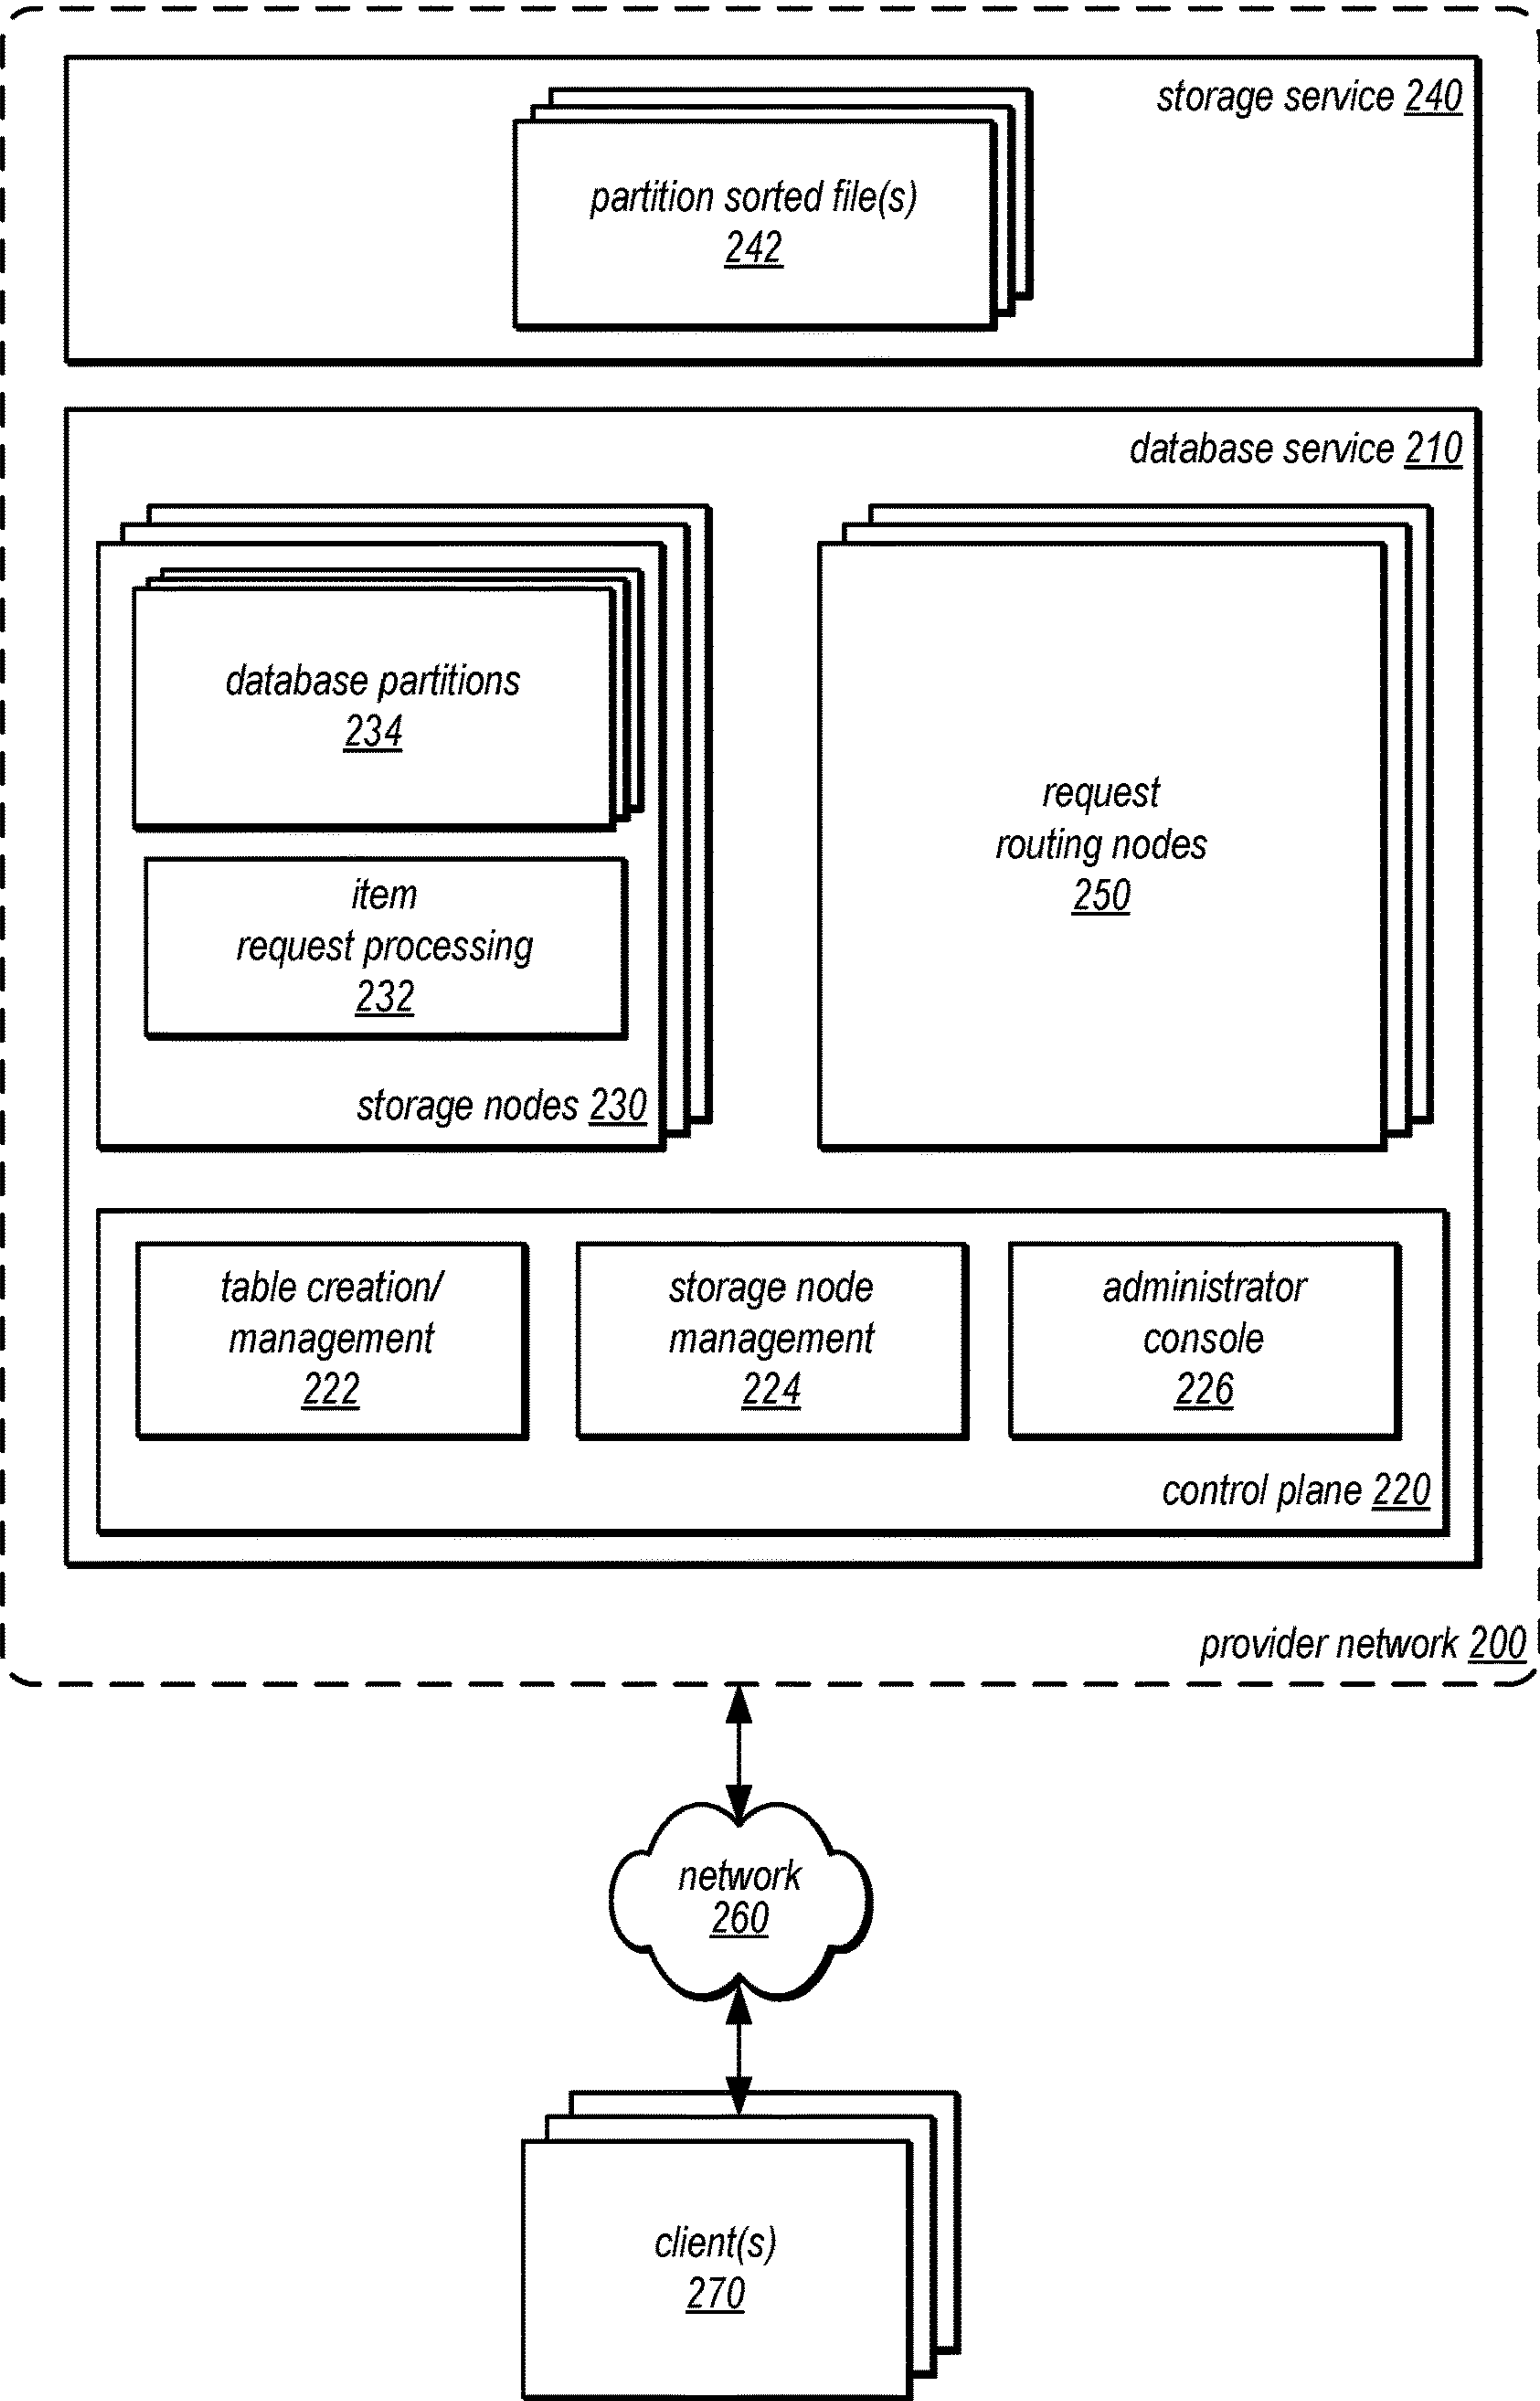 storage service 240
partition sorted file(s)
242
database service 210
database partitions
234
item
request processing
232
storage nodes 230
request
routing nodes
250
table creation/
management
222
storage node
management
224
administrator
console
226
control plane 220
provider network 200
network
260
client(s)
270